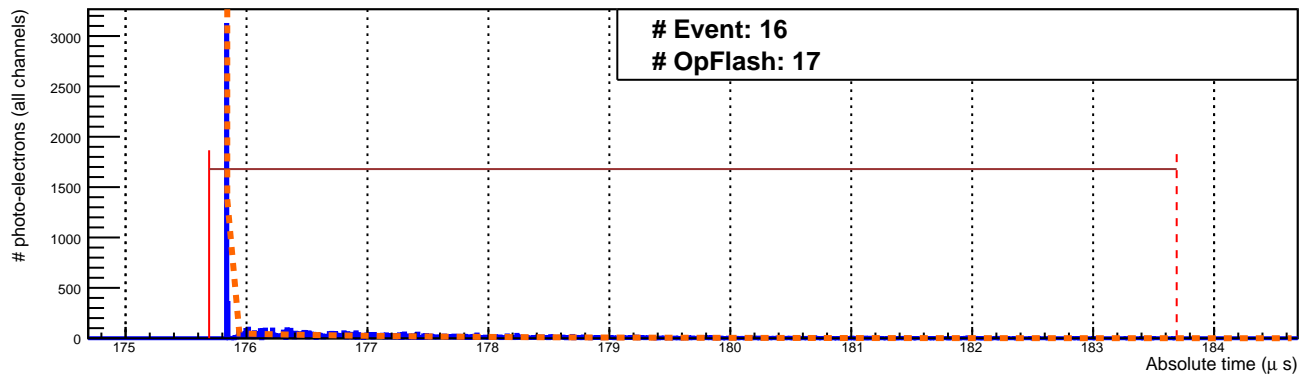 # Event: 16
# OpFlash: 17
# photo-electrons (all channels)
3000
2500
2000
1500
1000
500
0
175 176 177 178 179 180 181 182 183 184
Absolute time (μ s)